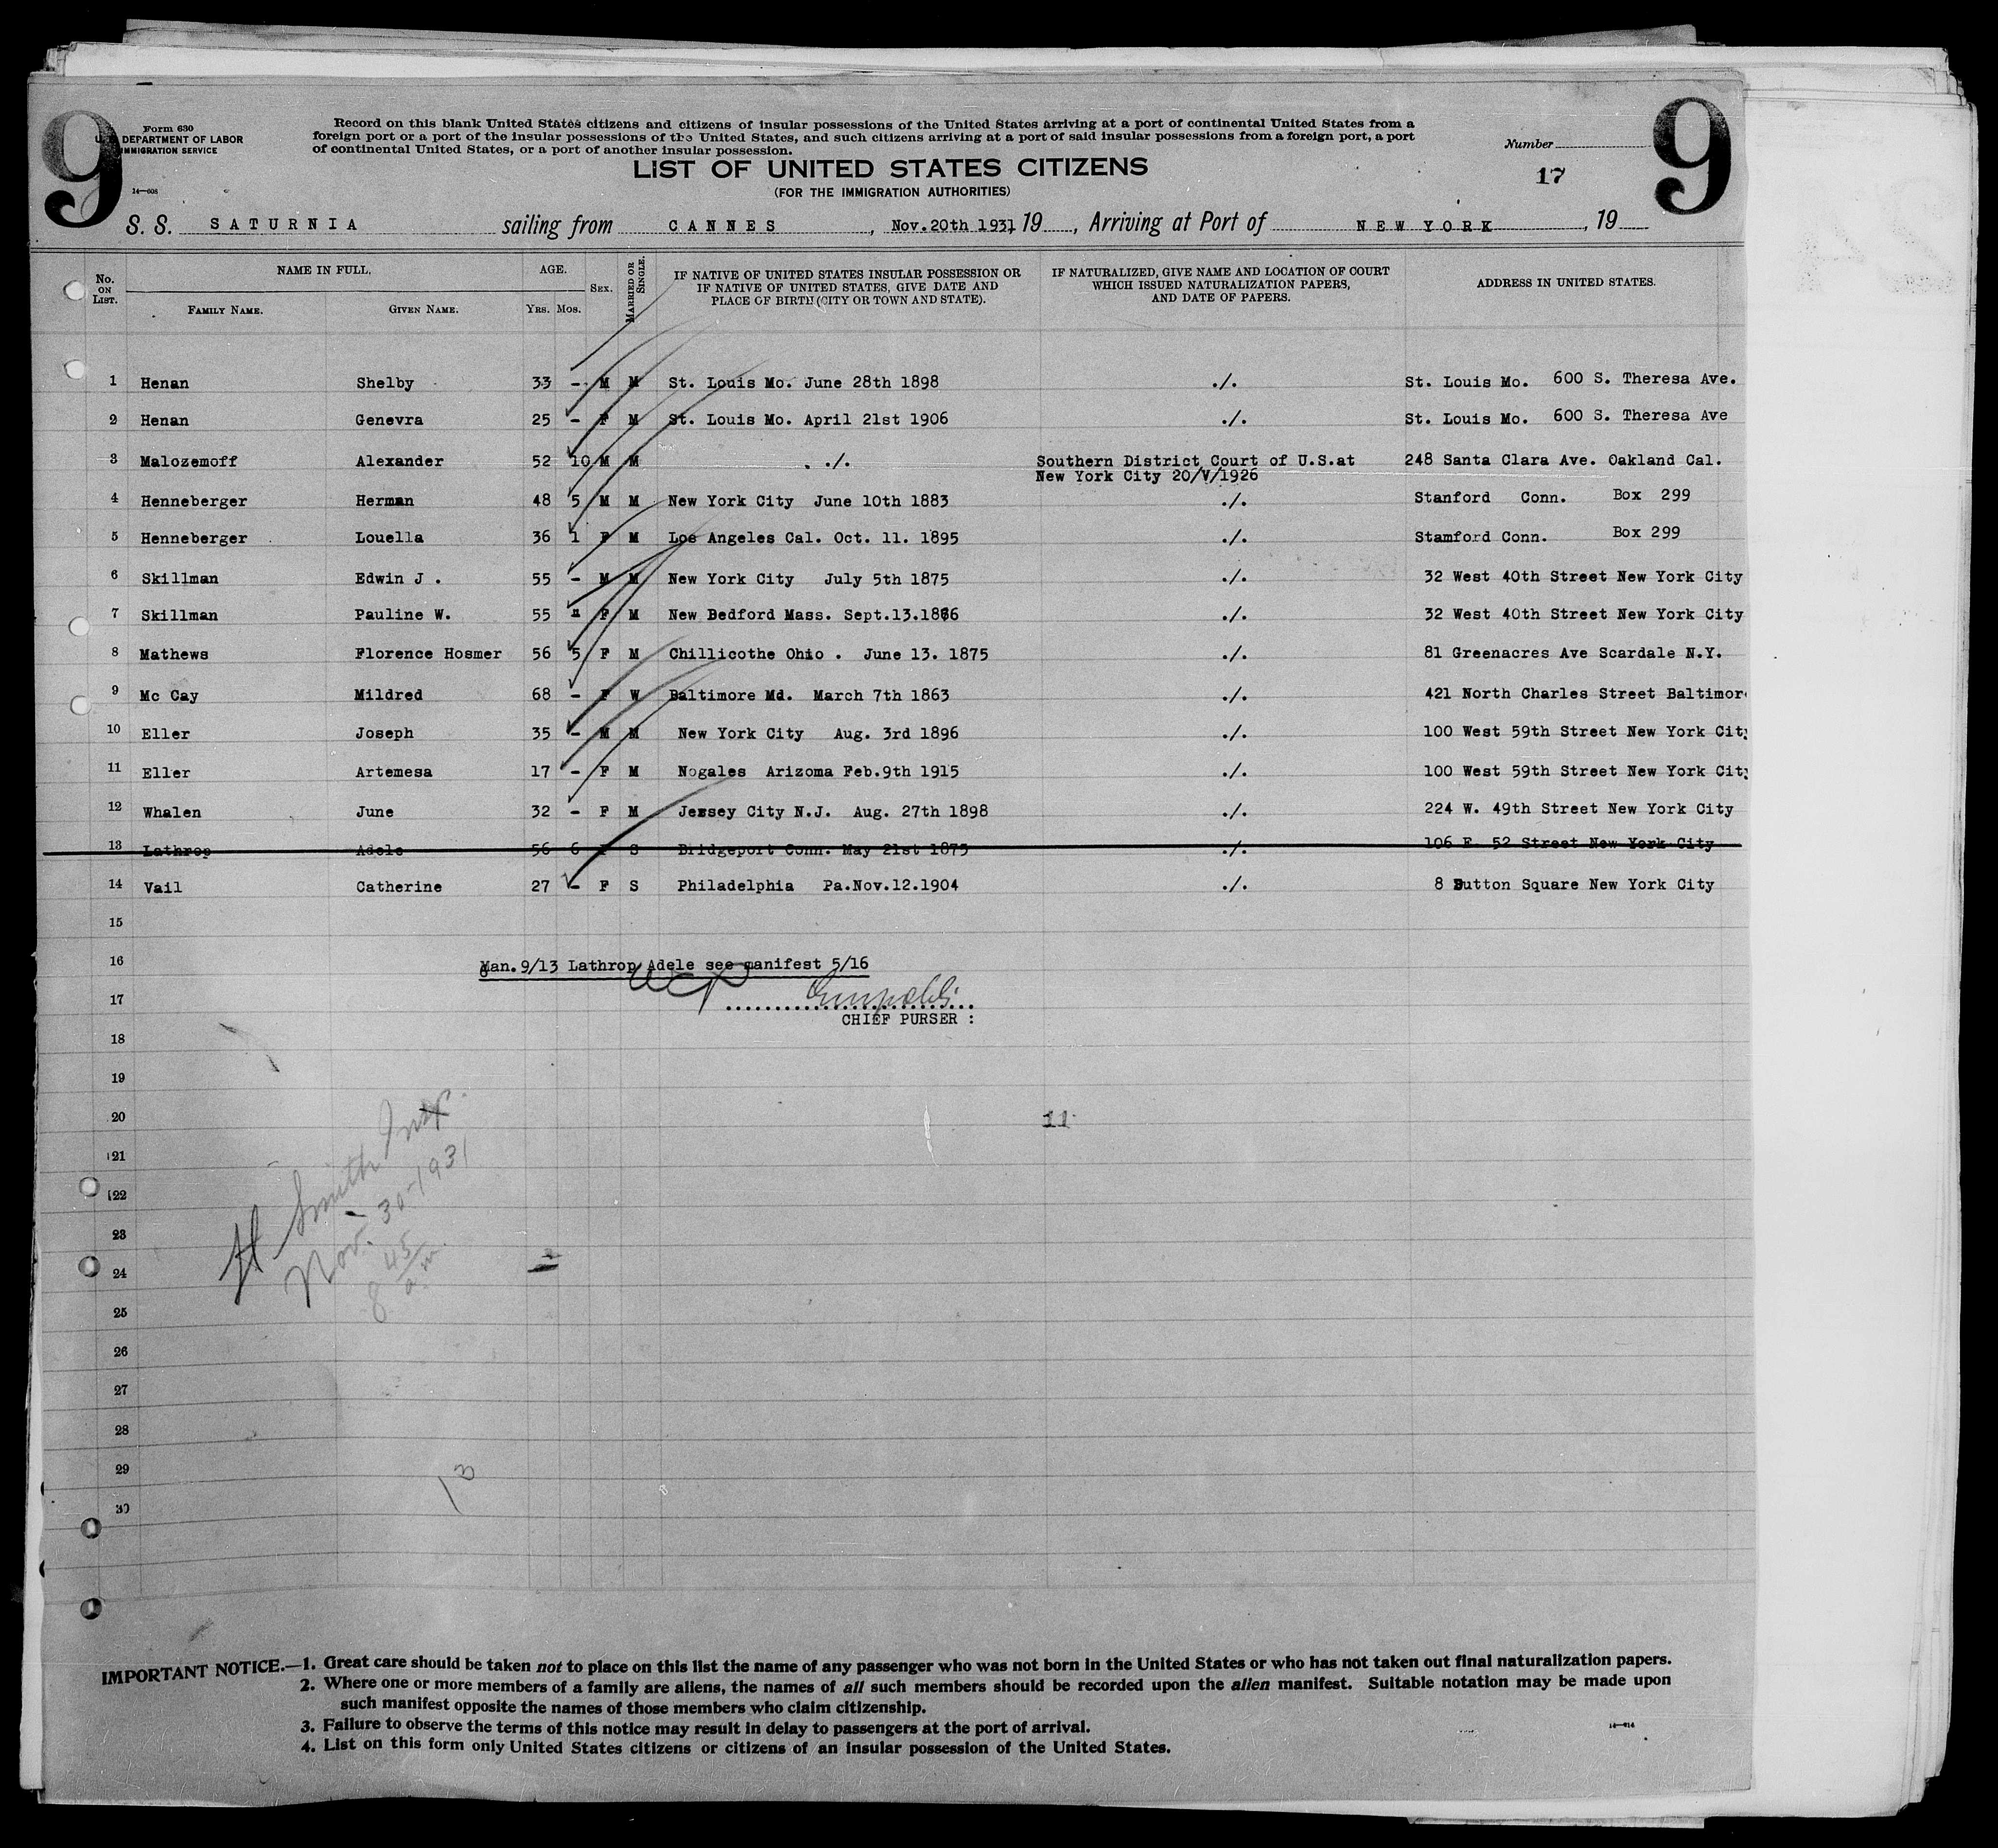 9
9
Form 630
U. S. DEPARTMENT OF LABOR
IMMIGRATION SERVICE
14—608
Record on this blank United States citizens and citizens of insular possessions of the United States arriving at a port of continental United States from a
foreign port or a port of the insular possessions of the United States, and such citizens arriving at a port of said insular possessions from a foreign port, a port
of continental United States, or a port of another insular possession.
Number
17
LIST OF UNITED STATES CITIZENS
(FOR THE IMMIGRATION AUTHORITIES)
S. S. SATURNIA sailing from CANNES, Nov.20th 1931 19, Arriving at Port of NEW YORK, 19
No. ON LIST. NAME IN FULL. AGE. SEX. MARRIED OR SINGLE. IF NATIVE OF UNITED STATES INSULAR POSSESSION OR IF NATIVE OF UNITED STATES, GIVE DATE AND PLACE OF BIRTH (CITY OR TOWN AND STATE). IF NATURALIZED, GIVE NAME AND LOCATION OF COURT WHICH ISSUED NATURALIZATION PAPERS, AND DATE OF PAPERS. ADDRESS IN UNITED STATES.
FAMILY NAME. GIVEN NAME. YRS. MOS.
1 Henan Shelby 33 - M M St. Louis Mo. June 28th 1898 ./. St. Louis Mo. 600 S. Theresa Ave.
2 Henan Genevra 25 - F M St. Louis Mo. April 21st 1906 ./. St. Louis Mo. 600 S. Theresa Ave
3 Malozemoff Alexander 52 10 M M . ./. Southern District Court of U.S.at 248 Santa Clara Ave. Oakland Cal.
New York City 20/V/1926
4 Henneberger Herman 48 5 M M New York City June 10th 1883 ./. Stanford Conn. Box 299
5 Henneberger Louella 36 1 F M Los Angeles Cal. Oct. 11. 1895 ./. Stamford Conn. Box 299
6 Skillman Edwin J . 55 - M M New York City July 5th 1875 ./. 32 West 40th Street New York City
7 Skillman Pauline W. 55 - F M New Bedford Mass. Sept.13.1876 ./. 32 West 40th Street New York City
8 Mathews Florence Hosmer 56 5 F M Chillicothe Ohio . June 13. 1875 ./. 81 Greenacres Ave Scardale N.Y.
9 Mc Cay Mildred 68 - F W Baltimore Md. March 7th 1863 ./. 421 North Charles Street Baltimor
10 Eller Joseph 35 - M M New York City Aug. 3rd 1896 ./. 100 West 59th Street New York City
11 Eller Artemesa 17 - F M Nogales Arizoma Feb.9th 1915 ./. 100 West 59th Street New York City
12 Whalen June 32 - F M Jersey City N.J. Aug. 27th 1898 ./. 224 W. 49th Street New York City
13 Lathrop Adele 56 6 F S Bridgeport Conn. May 21st 1875 ./. 106 E. 52 Street New York City
14 Vail Catherine 27 - F S Philadelphia Pa.Nov.12.1904 ./. 8 Sutton Square New York City
15
16 Man.9/13 Lathrop Adele see manifest 5/16
17
CHIEF PURSER :
18
19
20 11
21
22
23
24
25
26
27
28
29
30
H Smith Insp.
Nov. 30-1931
8 45 a.m.
13
IMPORTANT NOTICE.—1. Great care should be taken not to place on this list the name of any passenger who was not born in the United States or who has not taken out final naturalization papers.
2. Where one or more members of a family are aliens, the names of all such members should be recorded upon the alien manifest. Suitable notation may be made upon
such manifest opposite the names of those members who claim citizenship.
3. Failure to observe the terms of this notice may result in delay to passengers at the port of arrival.
4. List on this form only United States citizens or citizens of an insular possession of the United States.
14—614